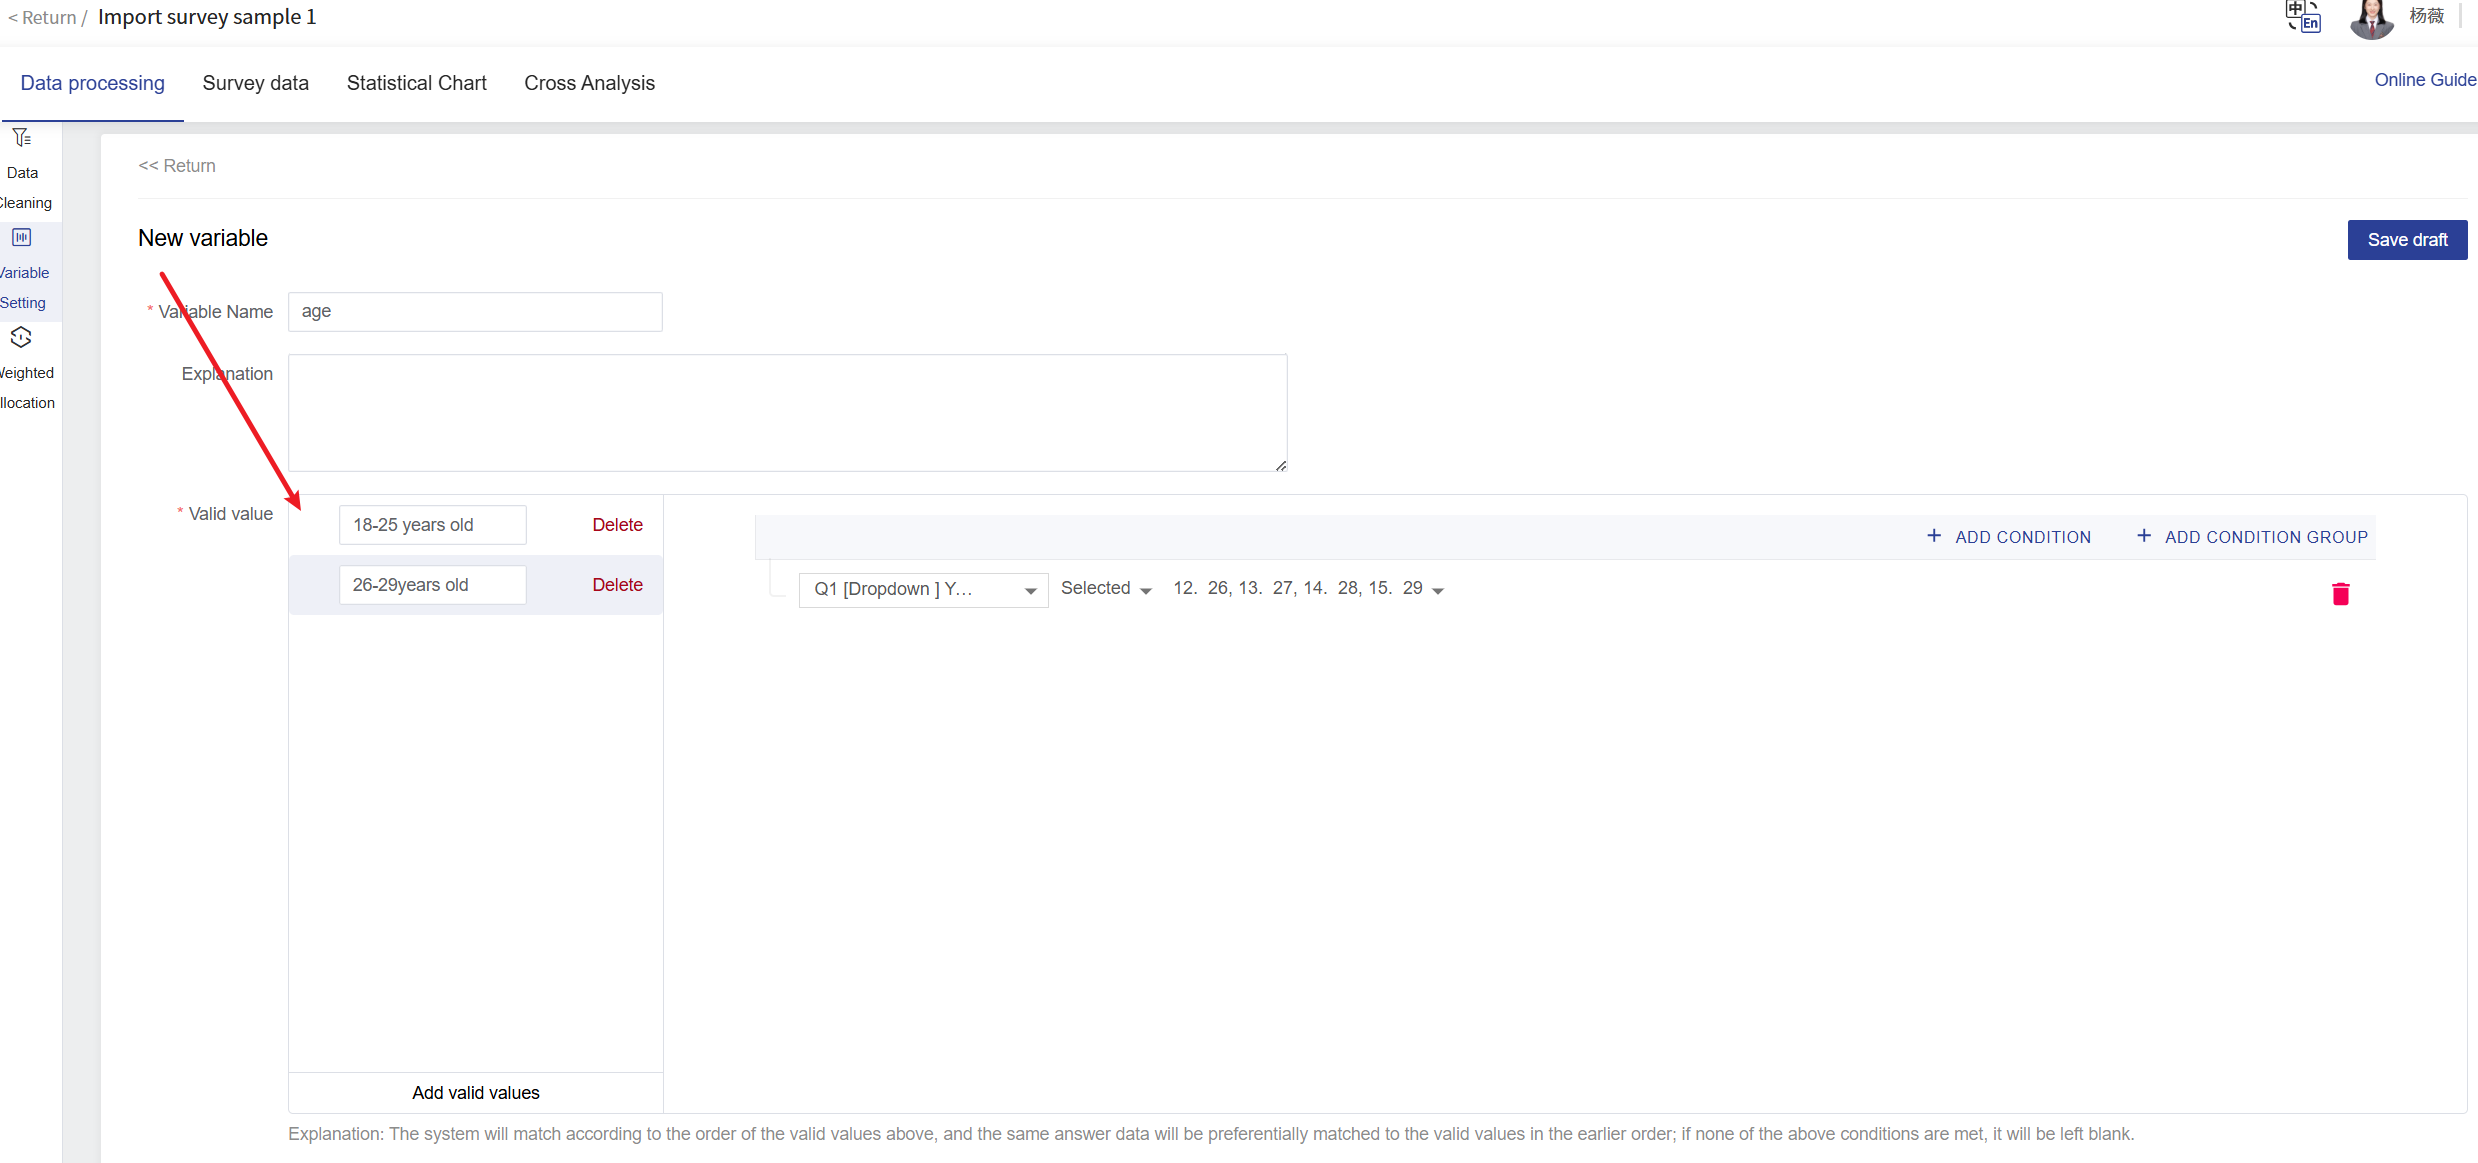 < Return / Import survey sample 1
中 En 杨薇
Data processing Survey data Statistical Chart Cross Analysis Online Guide
Data
Cleaning
Variable
Setting
Weighted
llocation
<< Return
New variable
Save draft
* Variable Name age
Explanation
* Valid value
18-25 years old Delete
26-29years old Delete
+ ADD CONDITION + ADD CONDITION GROUP
Q1 [Dropdown ] Y... Selected 12. 26, 13. 27, 14. 28, 15. 29
Add valid values
Explanation: The system will match according to the order of the valid values above, and the same answer data will be preferentially matched to the valid values in the earlier order; if none of the above conditions are met, it will be left blank.